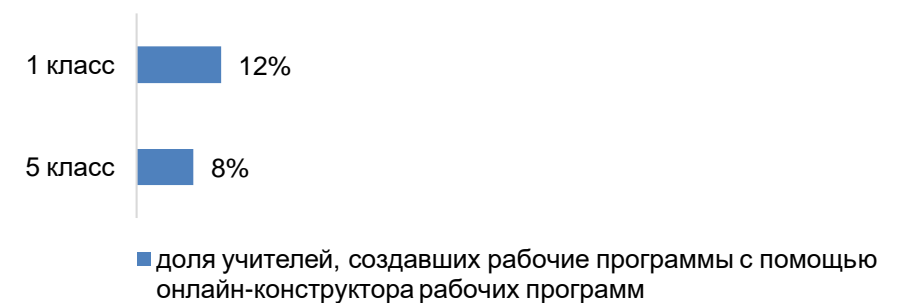 1 класс 12%
5 класс 8%
доля учителей, создавших рабочие программы с помощью
онлайн-конструктора рабочих программ